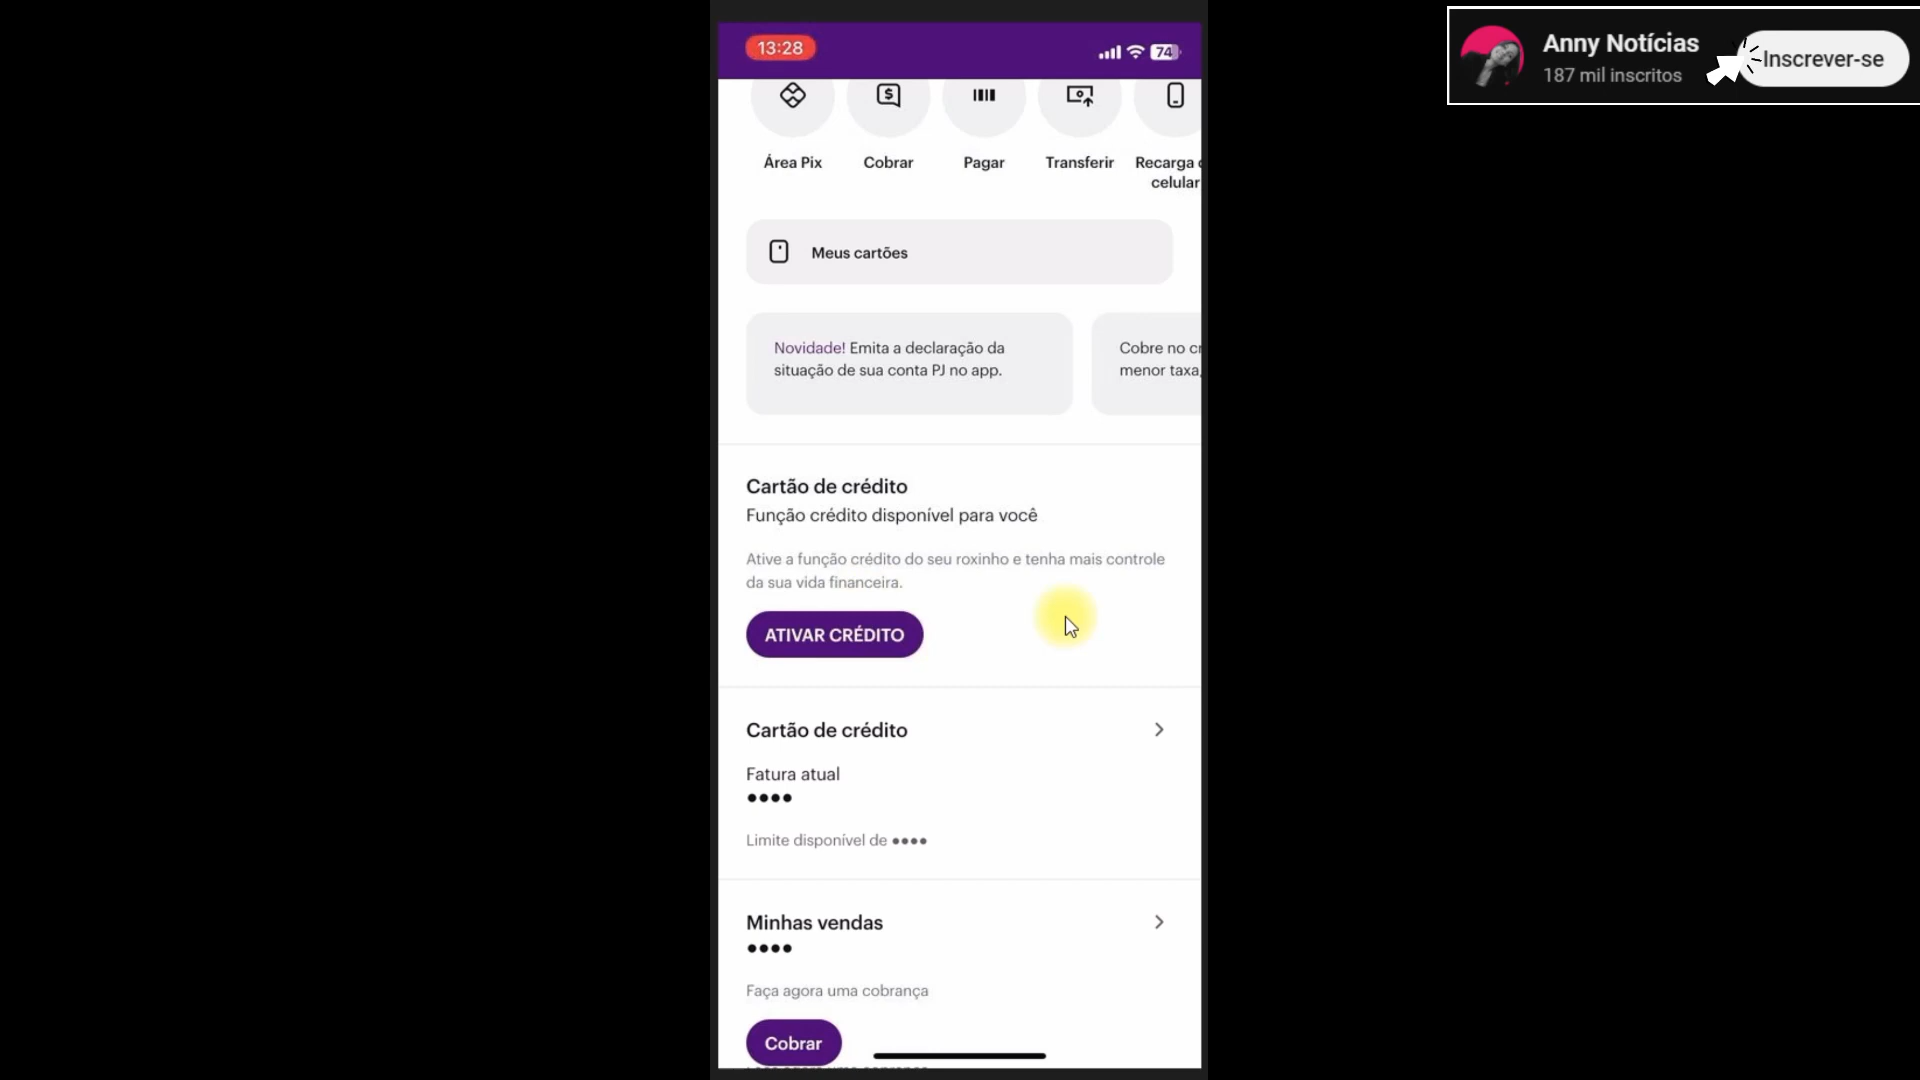 13:28
74
Anny Notícias
187 mil inscritos
Inscrever-se
Área Pix
Cobrar
Pagar
Transferir
Recarga
celular
Meus cartões
Novidade! Emita a declaração da
situação de sua conta PJ no app.
Cobre no
menor taxa,
Cartão de crédito
Função crédito disponível para você
Ative a função crédito do seu roxinho e tenha mais controle
da sua vida financeira.
ATIVAR CRÉDITO
Cartão de crédito
Fatura atual
••••
Limite disponível de ••••
Minhas vendas
••••
Faça agora uma cobrança
Cobrar